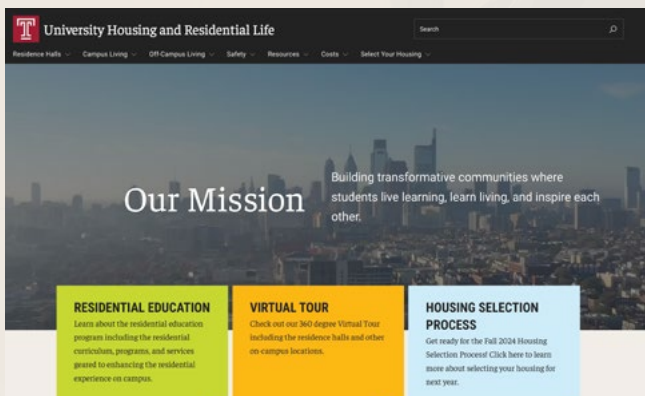 University Housing and Residential Life
Search
Residence Halls Campus Living Off-Campus Living Safety Resources Costs Select Your Housing
Our Mission
Building transformative communities where
students live learning, learn living, and inspire each
other.
RESIDENTIAL EDUCATION
Learn about the residential education
program including the residential
curriculum, programs, and services
geared to enhancing the residential
experience on campus.
VIRTUAL TOUR
Check out our 360 degree Virtual Tour
including the residence halls and other
on-campus locations.
HOUSING SELECTION
PROCESS
Get ready for the Fall 2024 Housing
Selection Process! Click here to learn
more about selecting your housing for
next year.